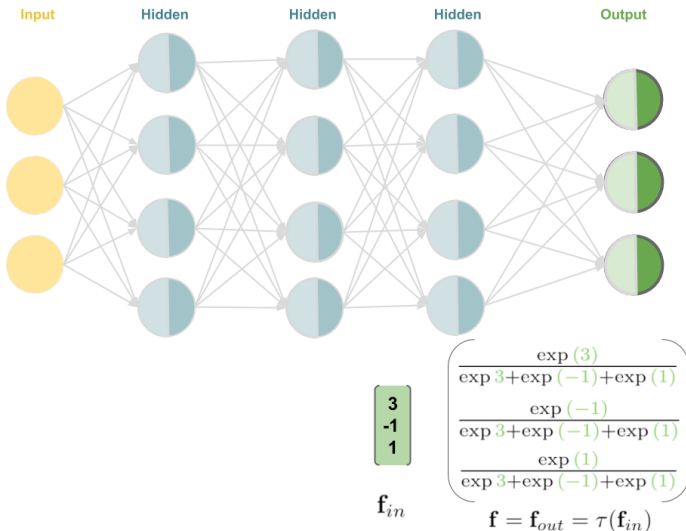 Input Hidden Hidden Hidden Output
exp (3)
exp 3+exp (−1)+exp (1)
3
-1
1
exp (−1)
exp 3+exp (−1)+exp (1)
exp (1)
exp 3+exp (−1)+exp (1)
f_in
f = f_out = τ(f_in)